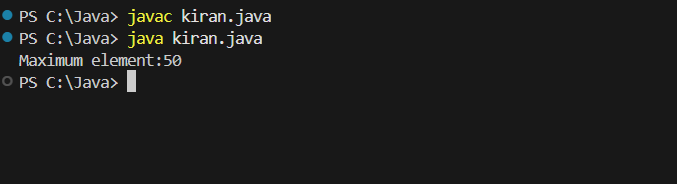 PS C:\Java> javac kiran.java
PS C:\Java> java kiran.java
Maximum element:50
PS C:\Java>